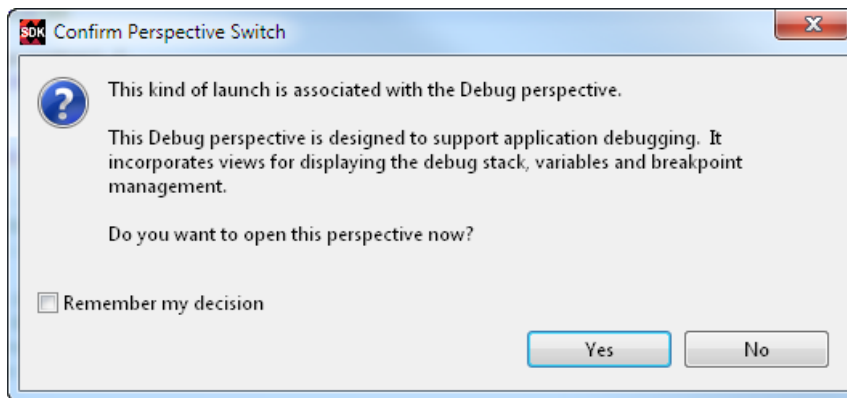 SDK Confirm Perspective Switch
This kind of launch is associated with the Debug perspective.
This Debug perspective is designed to support application debugging. It
incorporates views for displaying the debug stack, variables and breakpoint
management.
Do you want to open this perspective now?
Remember my decision
Yes
No